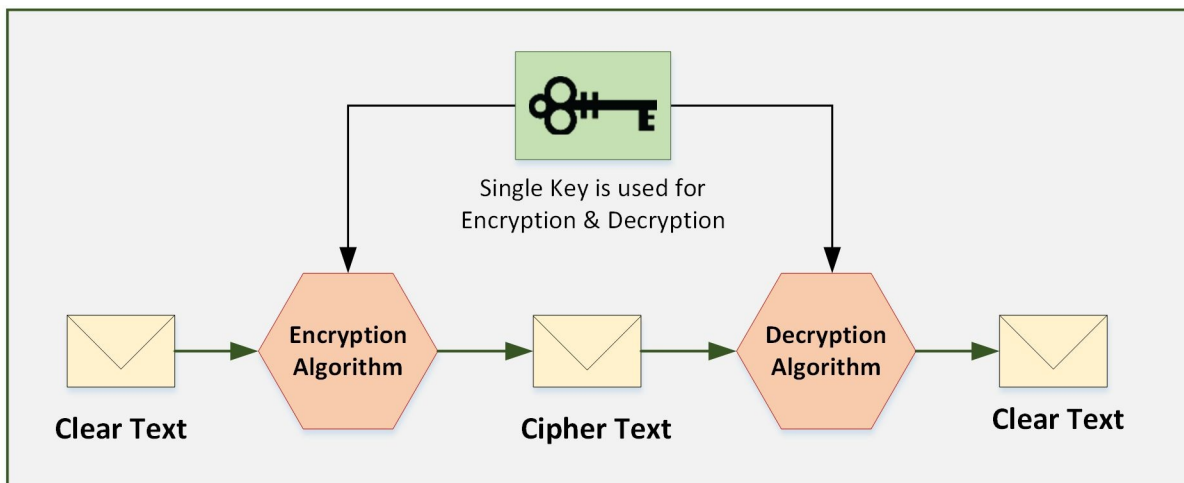 Single Key is used for
Encryption & Decryption
Encryption
Algorithm
Decryption
Algorithm
Clear Text
Cipher Text
Clear Text